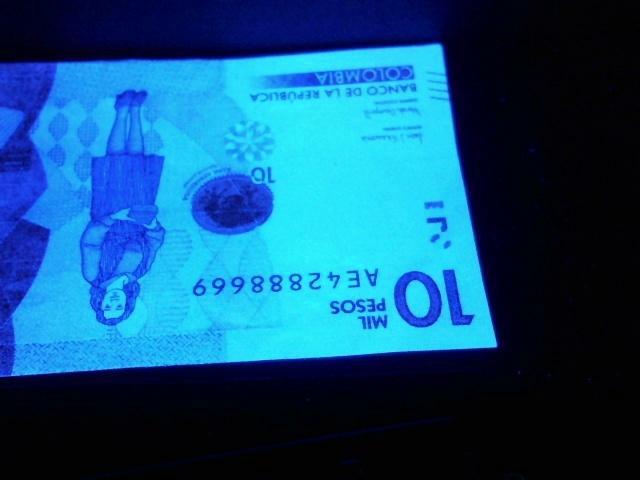 10
MIL
PESOS
AE42888669
10
BANCO DE LA REPÚBLICA
COLOMBIA